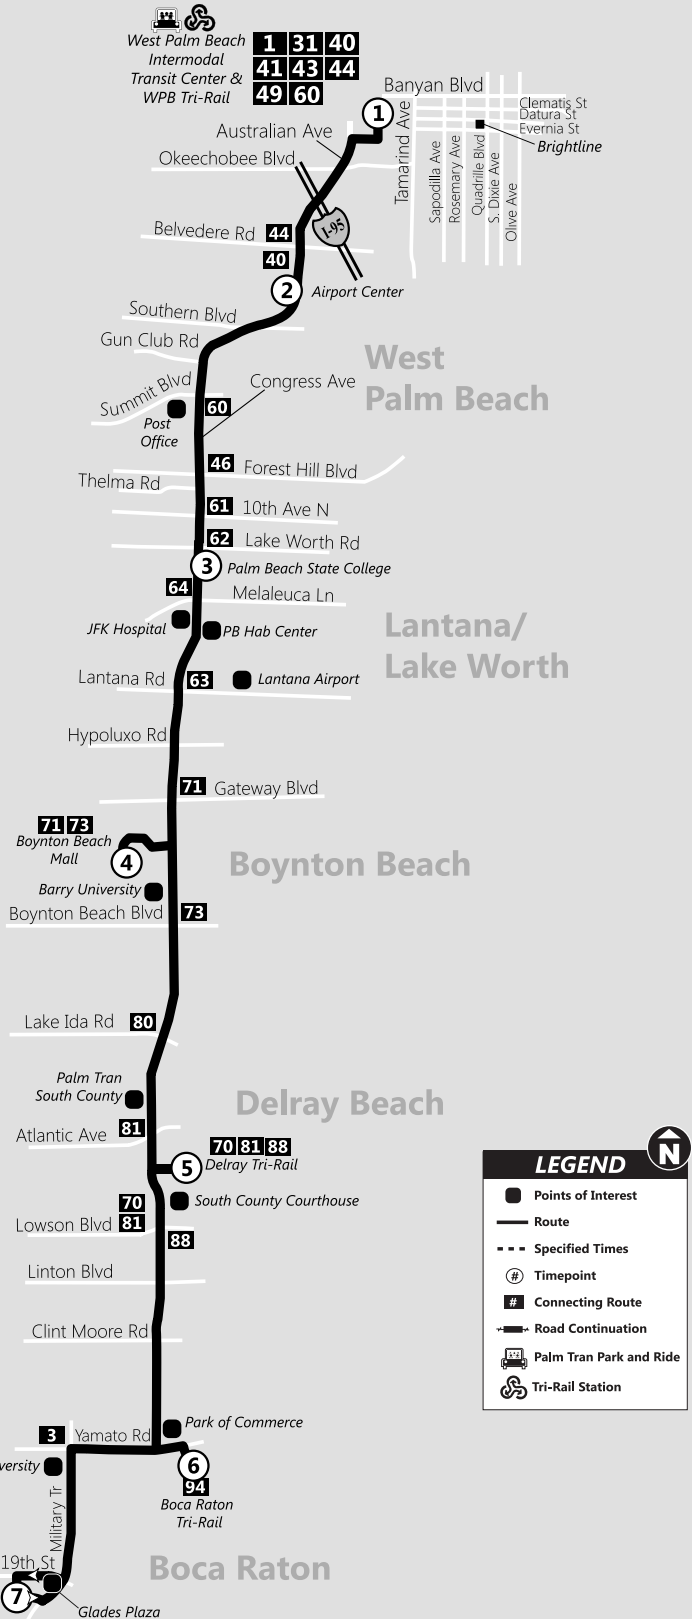 West Palm Beach
Intermodal
Transit Center &
WPB Tri-Rail
1 31 40
41 43 44
49 60
Banyan Blvd
1
Clematis St
Datura St
Evernia St
Brightline
Australian Ave
Tamarind Ave
Sapodilla Ave
Rosemary Ave
Quadrille Blvd
S. Dixie Ave
Olive Ave
Okeechobee Blvd
I-95
Belvedere Rd 44
40
2 Airport Center
Southern Blvd
Gun Club Rd
West
Palm Beach
Summit Blvd
Congress Ave
60
Post
Office
46 Forest Hill Blvd
Thelma Rd
61 10th Ave N
62 Lake Worth Rd
3 Palm Beach State College
64
Melaleuca Ln
JFK Hospital
PB Hab Center
Lantana/
Lake Worth
Lantana Rd 63
Lantana Airport
Hypoluxo Rd
71 Gateway Blvd
71 73
Boynton Beach
Mall
4
Boynton Beach
Barry University
Boynton Beach Blvd 73
Lake Ida Rd 80
Palm Tran
South County
Delray Beach
Atlantic Ave 81
70 81 88
5 Delray Tri-Rail
South County Courthouse
70
Lowson Blvd 81
88
Linton Blvd
Clint Moore Rd
Park of Commerce
3 Yamato Rd
versity
6
94
Boca Raton
Tri-Rail
Military Tr
19th St
Boca Raton
7
Glades Plaza
N
LEGEND
Points of Interest
Route
Specified Times
# Timepoint
# Connecting Route
Road Continuation
Palm Tran Park and Ride
Tri-Rail Station